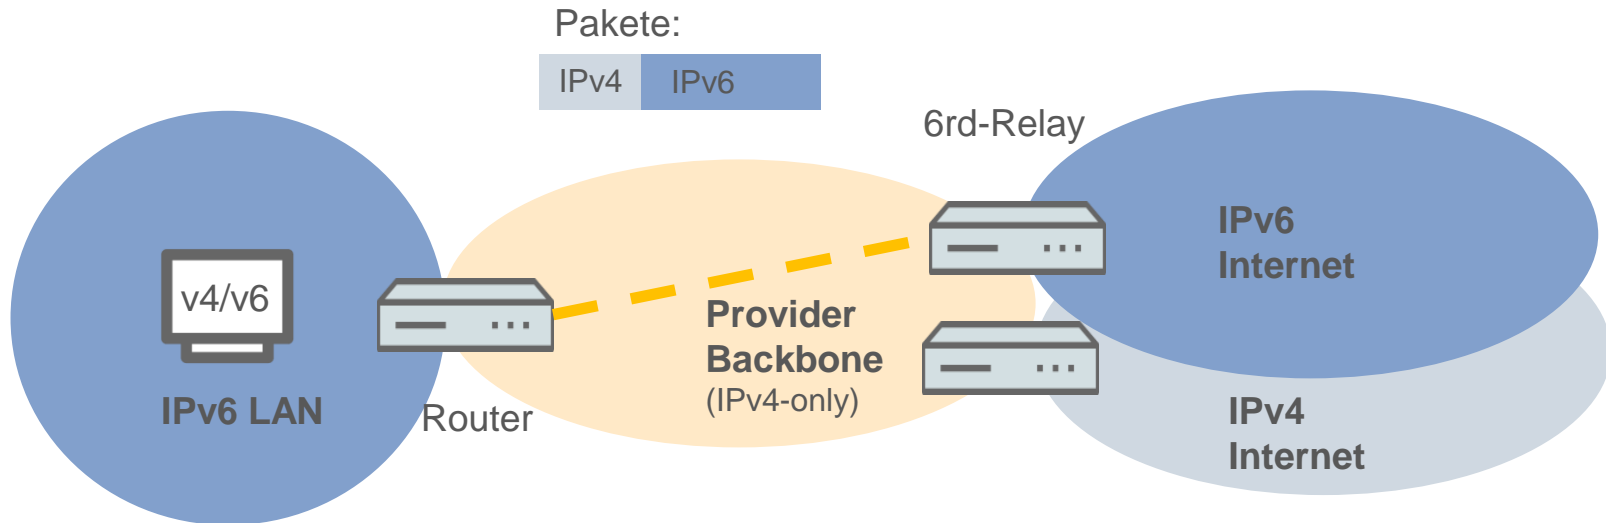 Pakete:
IPv4 IPv6
6rd-Relay
IPv6
Internet
v4/v6
Provider
Backbone
(IPv4-only)
IPv6 LAN
Router
IPv4
Internet